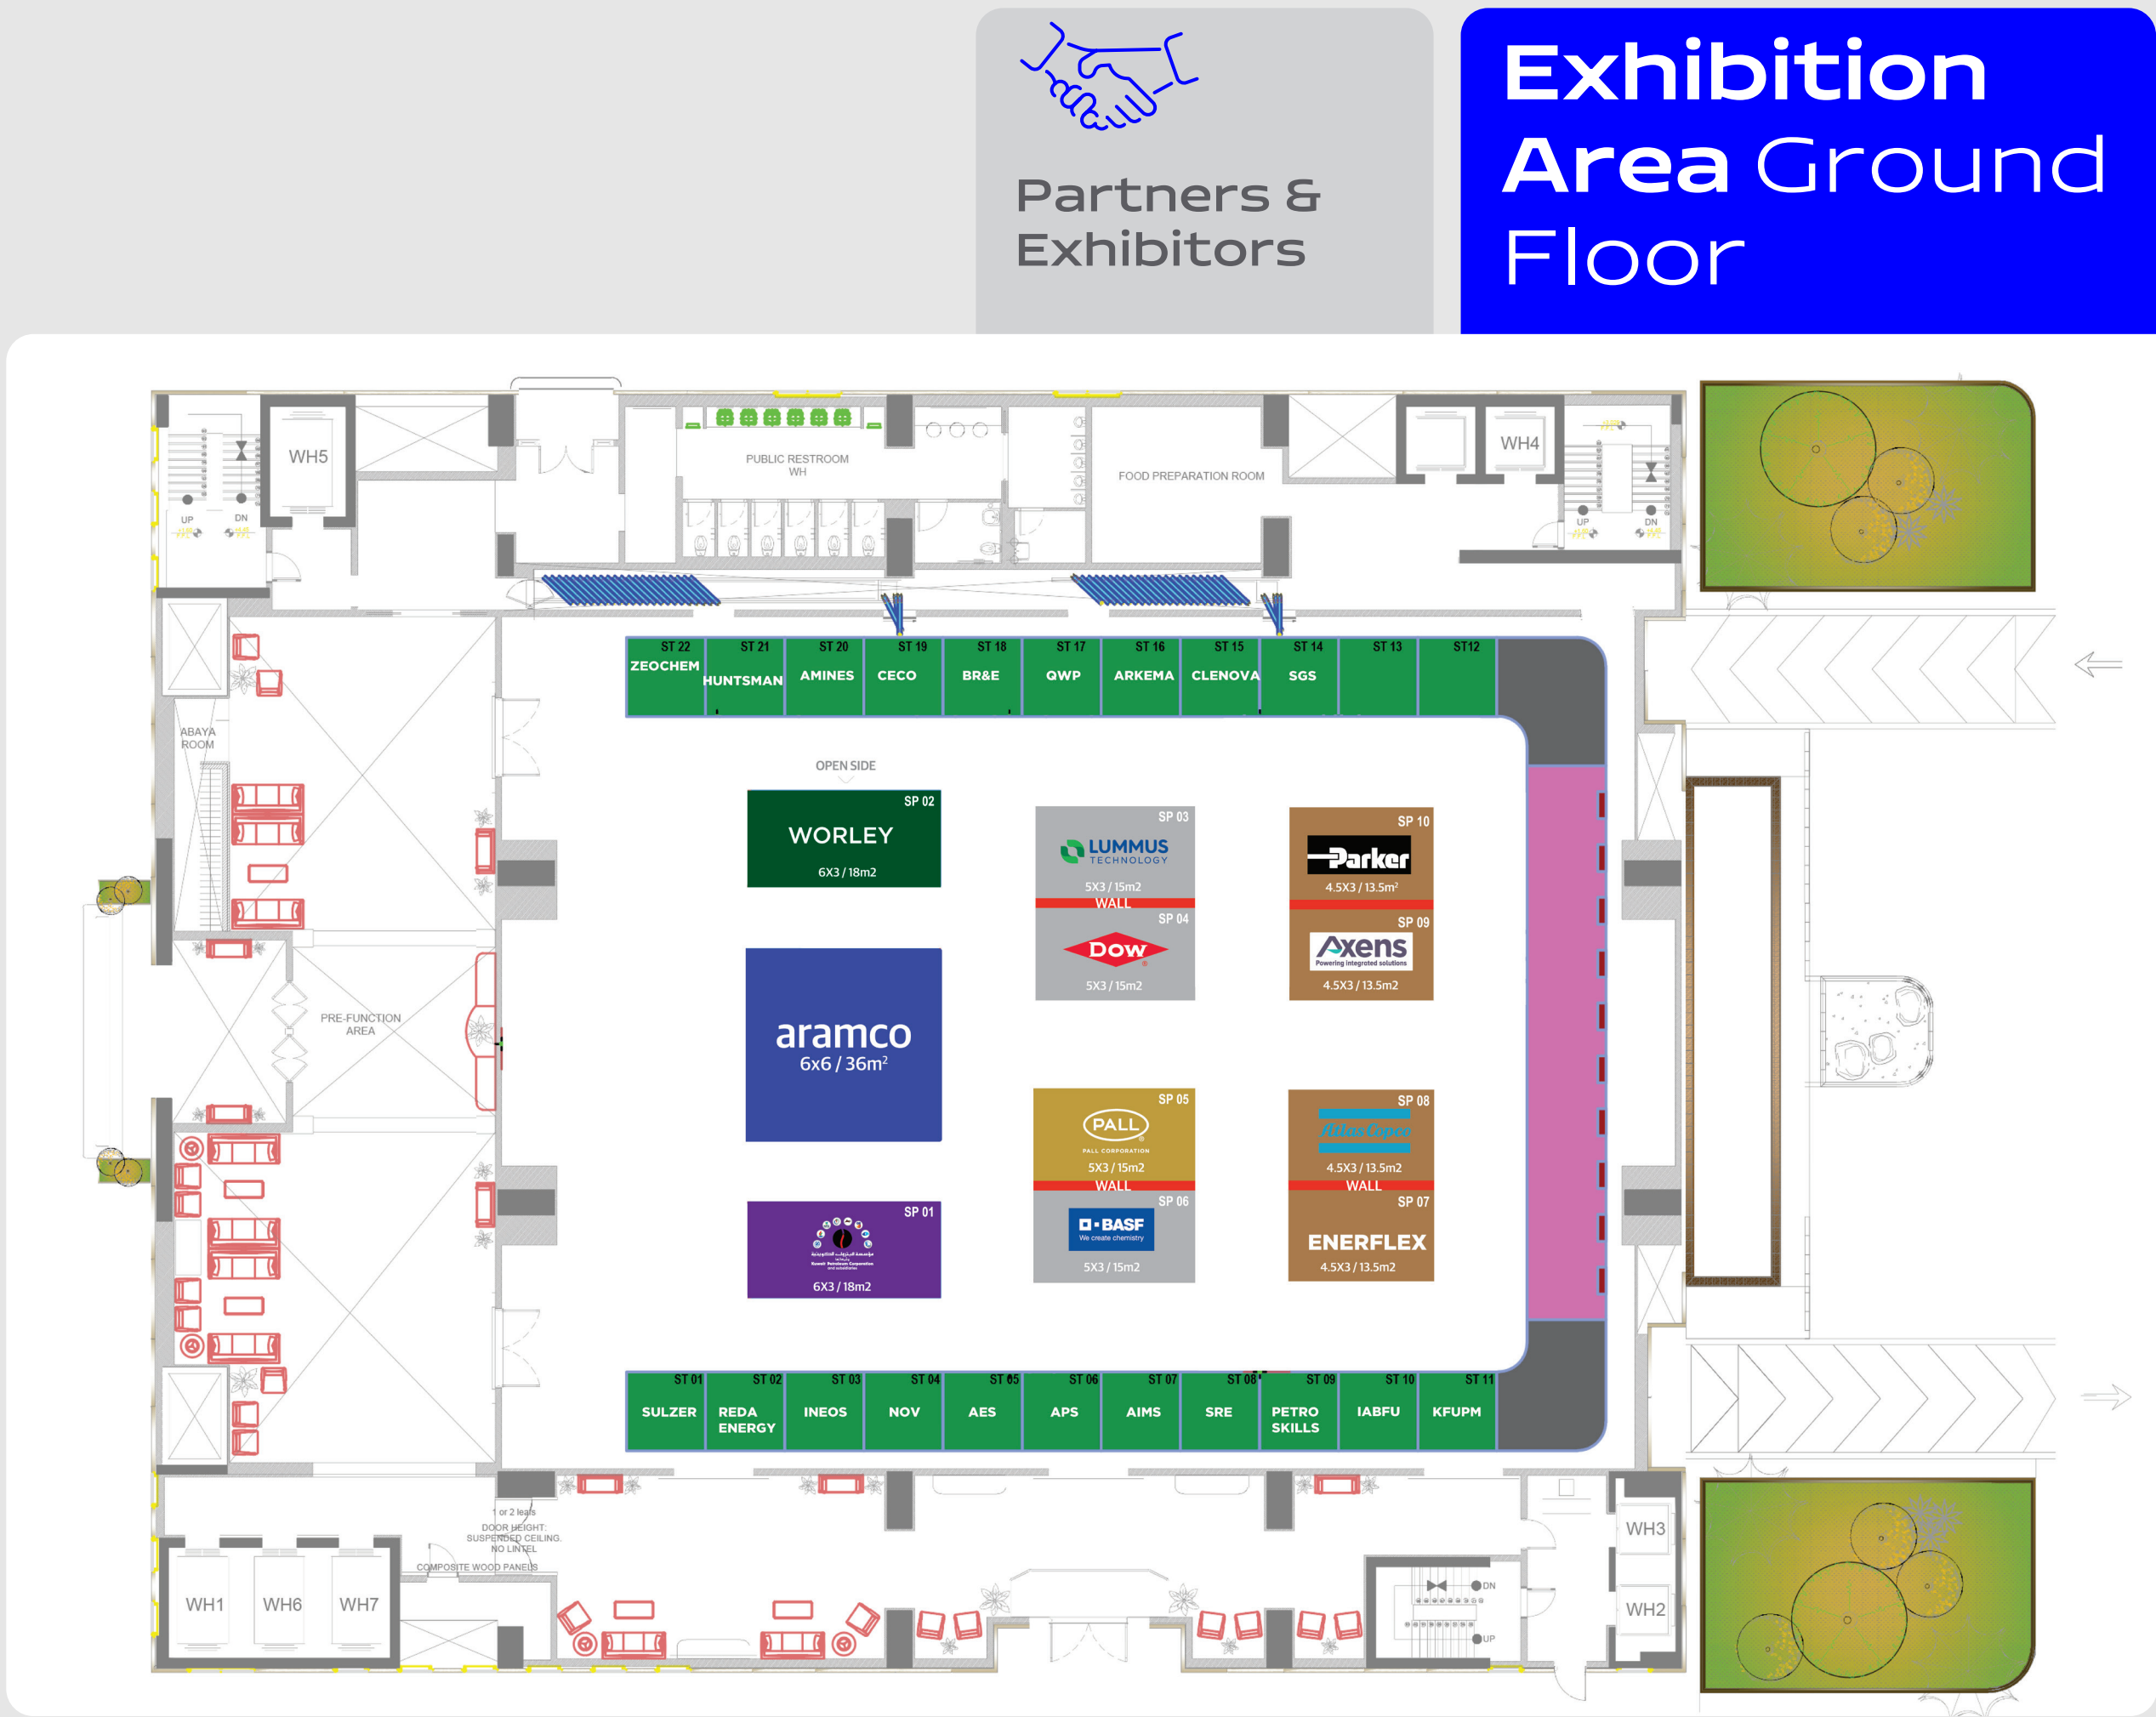 Partners &
Exhibitors
Exhibition
Area Ground
Floor
WH5
PUBLIC RESTROOM
WH
FOOD PREPARATION ROOM
WH4
UP
DN
UP
DN
ST 22
ZEOCHEM
ST 21
HUNTSMAN
ST 20
AMINES
ST 19
CECO
ST 18
BR&E
ST 17
QWP
ST 16
ARKEMA
ST 15
CLENOVA
ST 14
SGS
ST 13
ST12
ABAYA
ROOM
OPEN SIDE
SP 02
WORLEY
6X3 / 18m2
SP 03
LUMMUS
TECHNOLOGY
5X3 / 15m2
WALL
SP 04
DOW
®
5X3 / 15m2
SP 10
Parker
4.5X3 / 13.5m²
SP 09
Axens
Powering integrated solutions
4.5X3 / 13.5m2
PRE-FUNCTION
AREA
aramco
6x6 / 36m²
SP 05
PALL
®
PALL CORPORATION
5X3 / 15m2
WALL
SP 06
BASF
We create chemistry
5X3 / 15m2
SP 08
Atlas Copco
4.5X3 / 13.5m2
WALL
SP 07
ENERFLEX
4.5X3 / 13.5m2
SP 01
مؤسسة البترول الكويتية
Kuwait Petroleum Corporation
and subsidiaries
6X3 / 18m2
ST 01
SULZER
ST 02
REDA
ENERGY
ST 03
INEOS
ST 04
NOV
ST 05
AES
ST 06
APS
ST 07
AIMS
ST 08
SRE
ST 09
PETRO
SKILLS
ST 10
IABFU
ST 11
KFUPM
1 or 2 leafs
DOOR HEIGHT:
SUSPENDED CEILING.
NO LINTEL
COMPOSITE WOOD PANELS
WH1
WH6
WH7
DN
UP
WH3
WH2